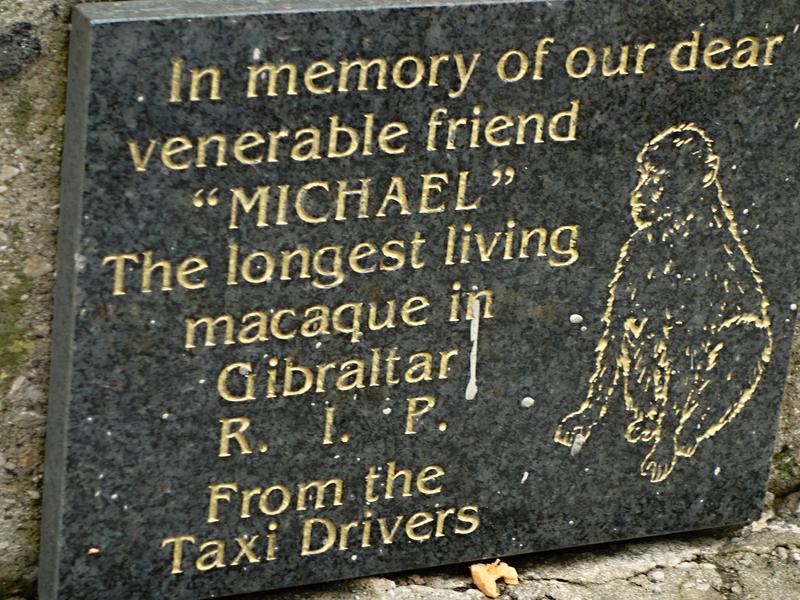 In memory of our dear
venerable friend
“MICHAEL”
The longest living
macaque in
Gibraltar
R. I. P.
From the
Taxi Drivers